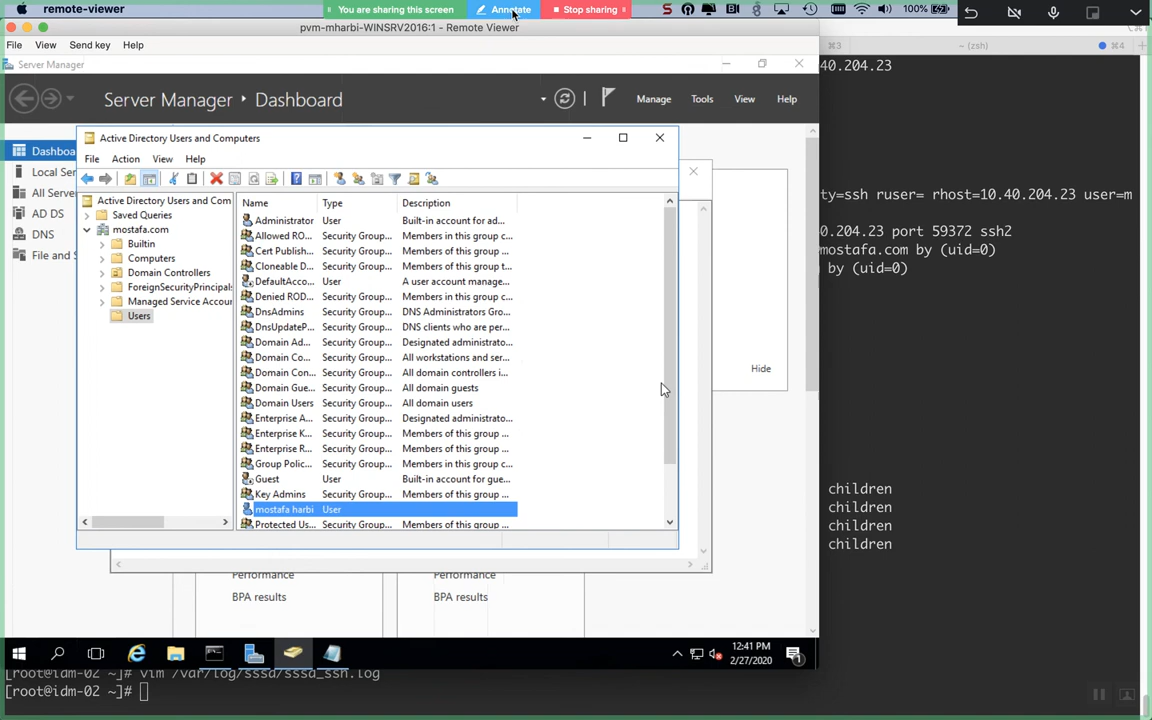 remote-viewer
You are sharing this screen
Annotate
Stop sharing
100%
pvm-mharbi-WINSRV2016:1 - Remote Viewer
File View Send key Help
Server Manager
Server Manager ‣ Dashboard
Manage Tools View Help
Dashboa
Local Ser
All Server
AD DS
DNS
File and S
Active Directory Users and Computers
File Action View Help
Active Directory Users and Com
Saved Queries
mostafa.com
Builtin
Computers
Domain Controllers
ForeignSecurityPrincipals
Managed Service Accou
Users
Name Type Description
Administrator User Built-in account for ad...
Allowed RO... Security Group... Members in this group c...
Cert Publish... Security Group... Members of this group ...
Cloneable D... Security Group... Members of this group t...
DefaultAcco... User A user account manage...
Denied ROD... Security Group... Members in this group c...
DnsAdmins Security Group... DNS Administrators Gro...
DnsUpdateP... Security Group... DNS clients who are per...
Domain Ad... Security Group... Designated administrato...
Domain Co... Security Group... All workstations and ser...
Domain Con... Security Group... All domain controllers i...
Domain Gue... Security Group... All domain guests
Domain Users Security Group... All domain users
Enterprise A... Security Group... Designated administrato...
Enterprise K... Security Group... Members of this group ...
Enterprise R... Security Group... Members of this group ...
Group Polic... Security Group... Members in this group c...
Guest User Built-in account for gue...
Key Admins Security Group... Members of this group ...
mostafa harbi User
Protected Us... Security Group... Members of this group ...
Hide
Performance
BPA results
Performance
BPA results
12:41 PM
2/27/2020
1
⌘3 ~ (zsh) ⌘4
40.204.23
ty=ssh ruser= rhost=10.40.204.23 user=m
0.204.23 port 59372 ssh2
mostafa.com by (uid=0)
by (uid=0)
children
children
children
children
[root@idm-02 ~]# vim /var/log/sssd/sssd_ssh.log
[root@idm-02 ~]#